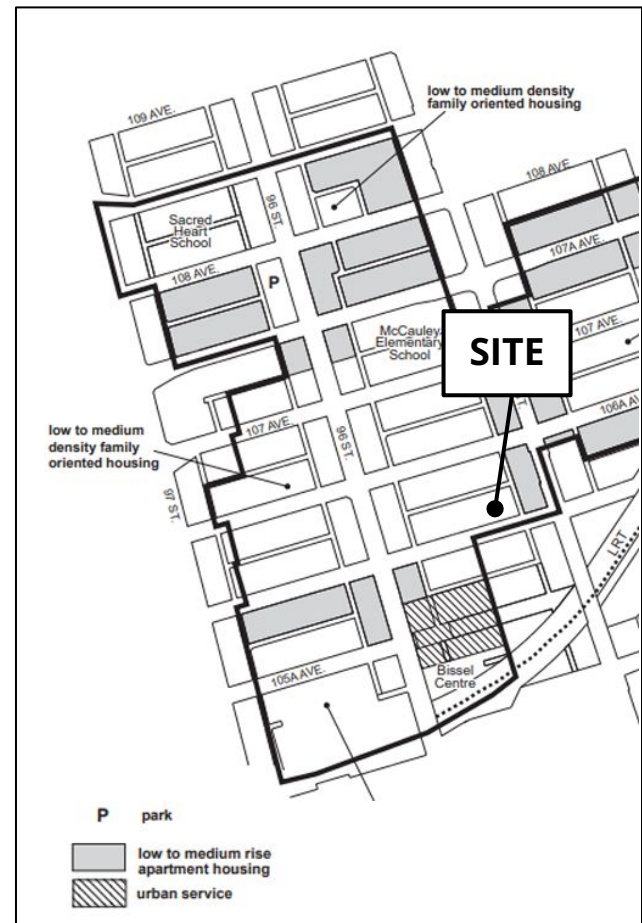 low to medium density
family oriented housing
109 AVE.
96 ST.
Sacred
Heart
School
108 AVE.
107A AVE.
108 AVE.
P
McCauley
Elementary
School
107 AVE.
SITE
106A AV
low to medium
density family
oriented housing
107 AVE.
96 ST.
97 ST.
LRT
105A AVE.
Bissel
Centre
P park
low to medium rise
apartment housing
urban service